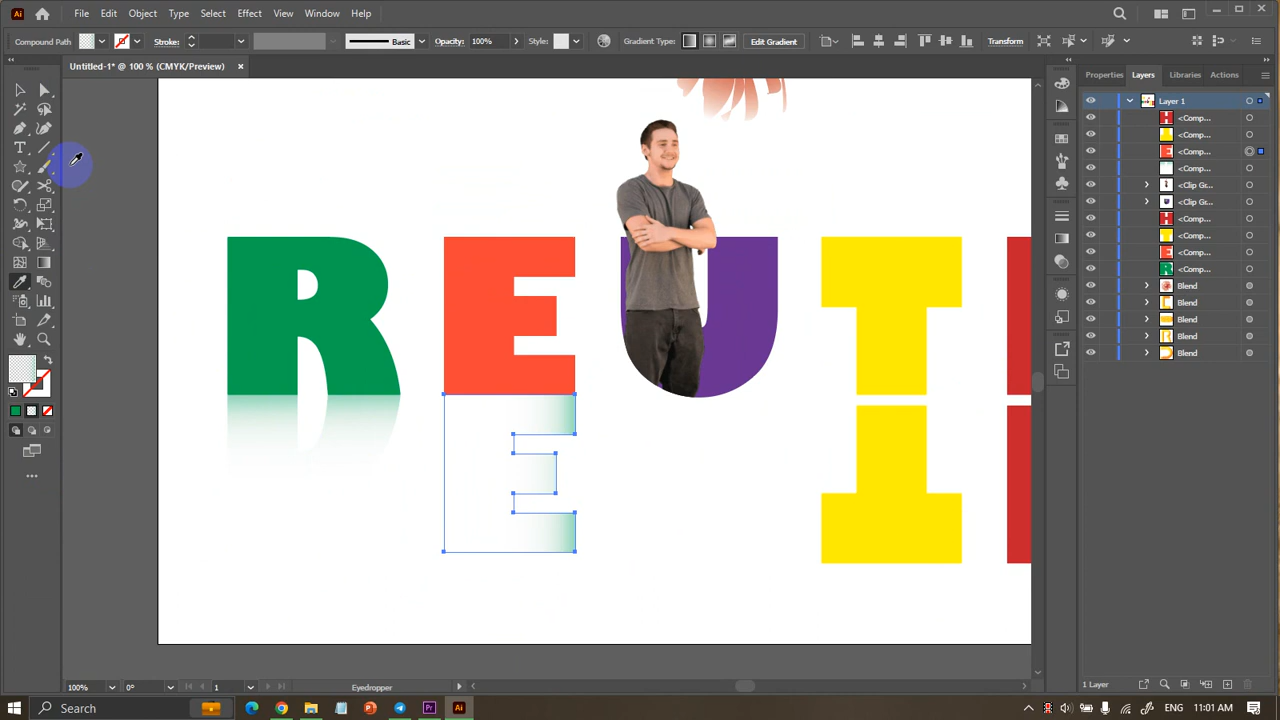 File Edit Object Type Select Effect View Window Help
Compound Path Stroke: Basic Opacity: 100% Style: Gradient Type: Edit Gradient Transform
Untitled-1* @ 100 % (CMYK/Preview) ×
Properties Layers Libraries Actions
Layer 1
<Comp...
<Comp...
<Comp...
<Comp...
<Clip Gr...
<Clip Gr...
<Comp...
<Comp...
<Comp...
<Comp...
Blend
Blend
Blend
Blend
Blend
REUI
E
1 Layer
100% 0° 1 Eyedropper
Search
ENG 11:01 AM